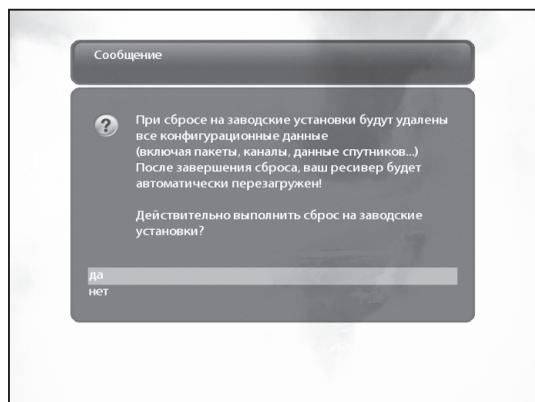 Сообщение
При сбросе на заводские установки будут удалены
все конфигурационные данные
(включая пакеты, каналы, данные спутников...)
После завершения сброса, ваш ресивер будет
автоматически перезагружен!
Действительно выполнить сброс на заводские
установки?
да
нет